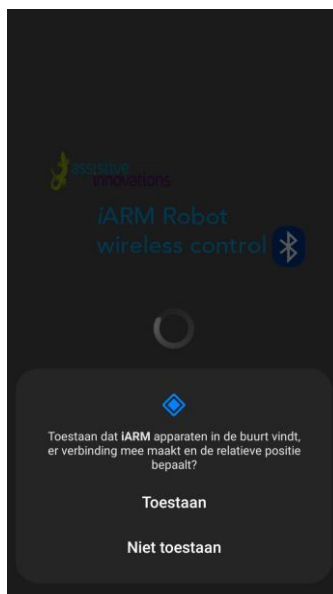 assistive
innovations
iARM Robot
wireless control
Toestaan dat iARM apparaten in de buurt vindt,
er verbinding mee maakt en de relatieve positie
bepaalt?
Toestaan
Niet toestaan